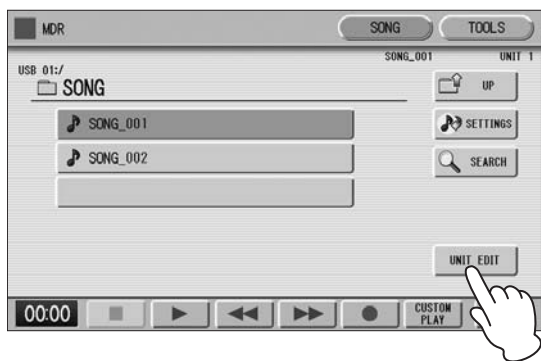 MDR SONG TOOLS
SONG_001 UNIT 1
USB 01:/
SONG
UP
SONG_001
SETTINGS
SONG_002
SEARCH
UNIT EDIT
00:00
CUSTOM
PLAY